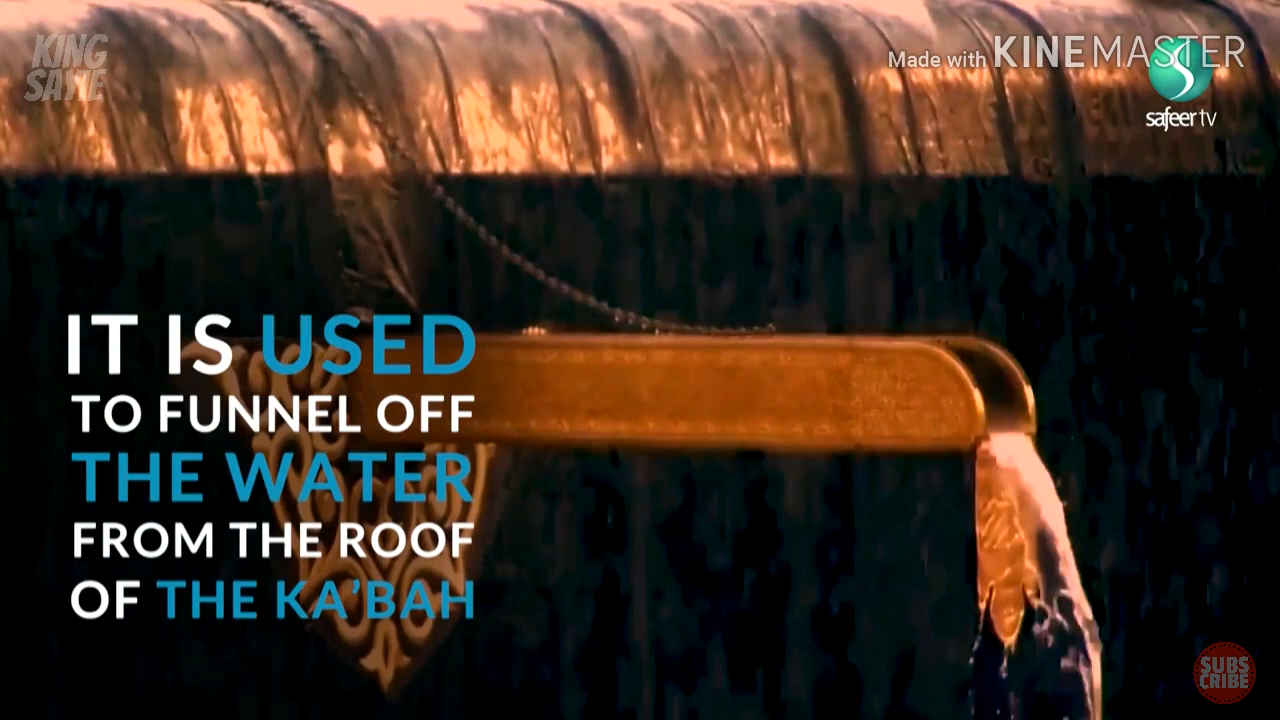 KING
SAYIE
Made with KINEMASTER
safeer tv
IT IS USED
TO FUNNEL OFF
THE WATER
FROM THE ROOF
OF THE KA'BAH
SUBS
CRIBE